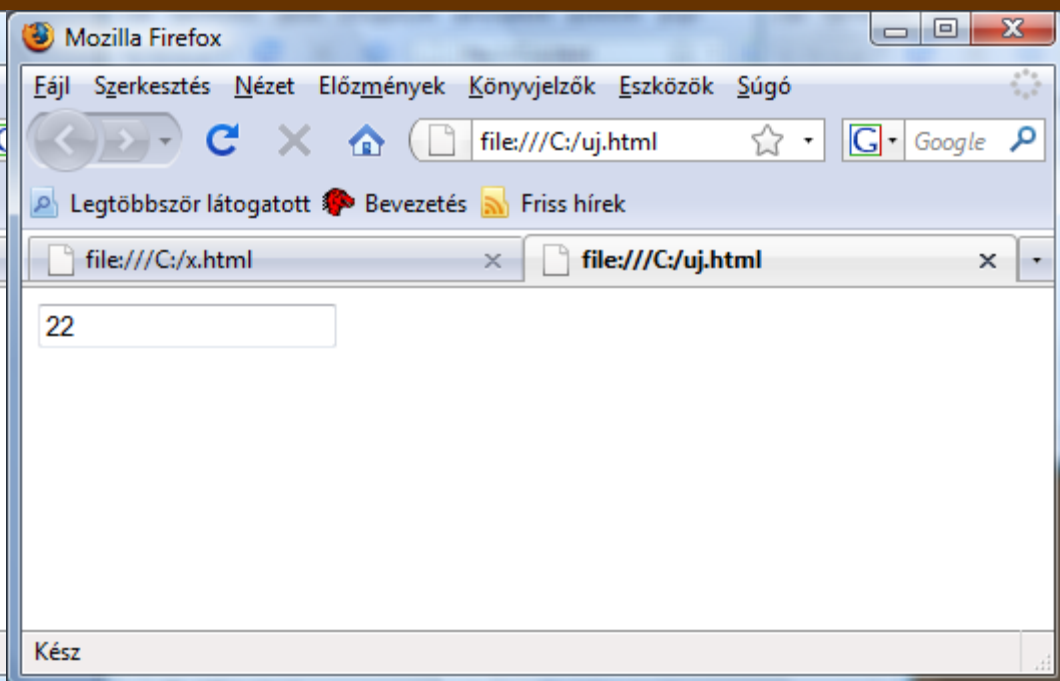 Mozilla Firefox
Fájl Szerkesztés Nézet Előzmények Könyvjelzők Eszközök Súgó
file:///C:/uj.html G Google
Legtöbbször látogatott Bevezetés Friss hírek
file:///C:/x.html file:///C:/uj.html
22
Kész